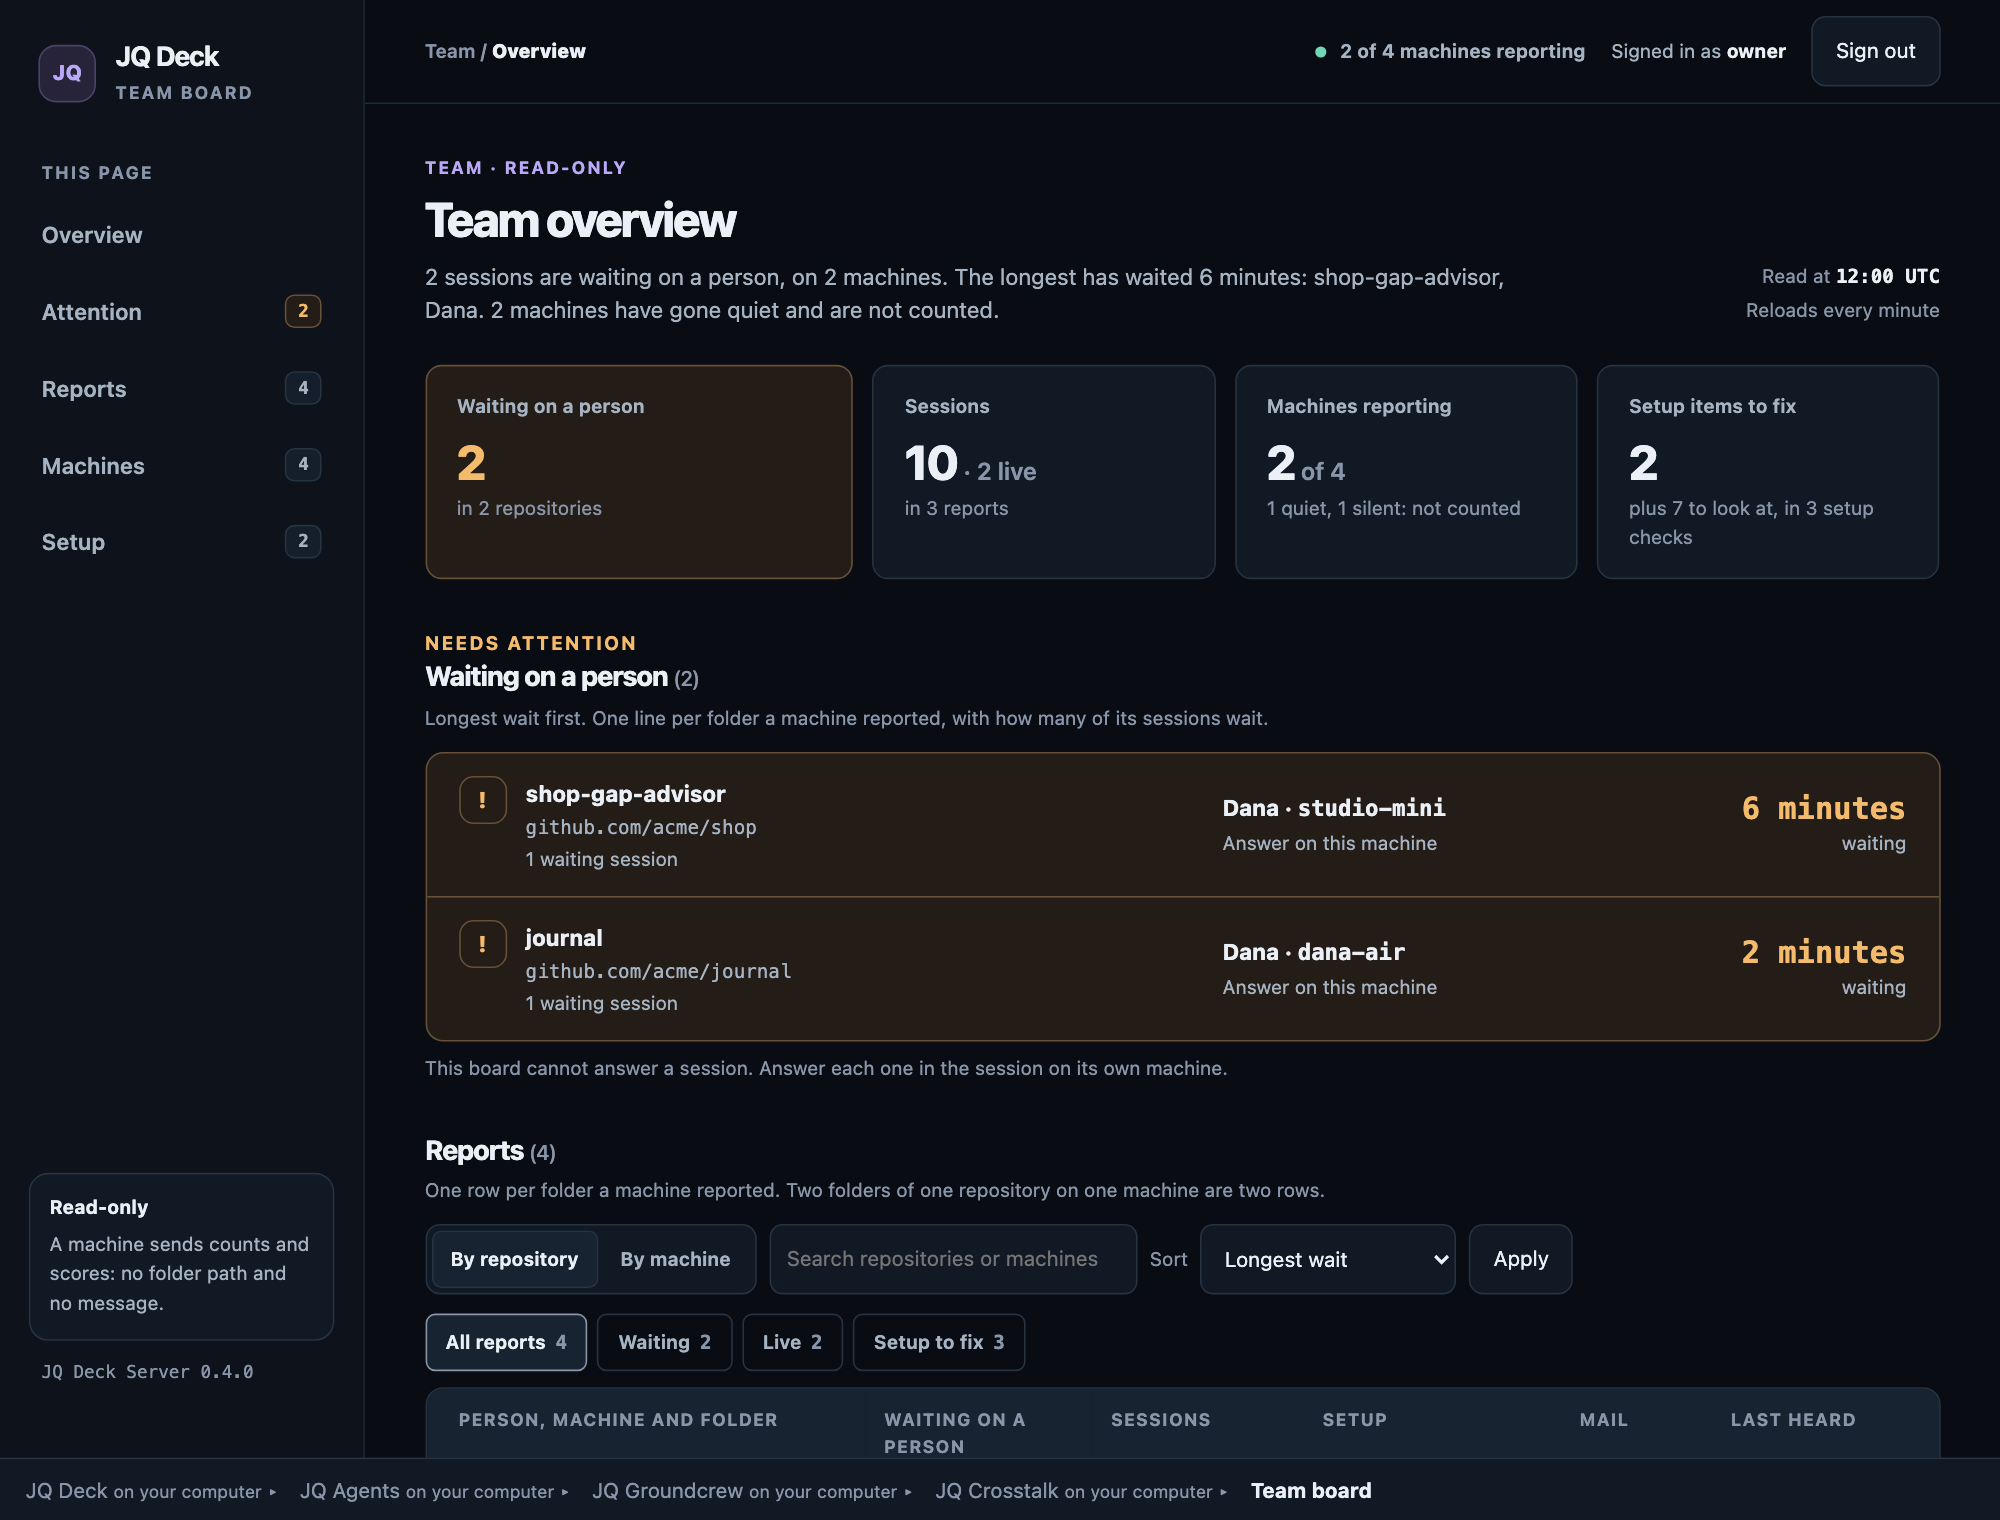 JQ
JQ Deck
TEAM BOARD
THIS PAGE
Overview
Attention 2
Reports 4
Machines 4
Setup 2
Read-only
A machine sends counts and
scores: no folder path and
no message.
JQ Deck Server 0.4.0
Team / Overview
2 of 4 machines reporting
Signed in as owner
Sign out
TEAM · READ-ONLY
Team overview
2 sessions are waiting on a person, on 2 machines. The longest has waited 6 minutes: shop-gap-advisor,
Dana. 2 machines have gone quiet and are not counted.
Read at 12:00 UTC
Reloads every minute
Waiting on a person
2
in 2 repositories
Sessions
10 · 2 live
in 3 reports
Machines reporting
2 of 4
1 quiet, 1 silent: not counted
Setup items to fix
2
plus 7 to look at, in 3 setup
checks
NEEDS ATTENTION
Waiting on a person (2)
Longest wait first. One line per folder a machine reported, with how many of its sessions wait.
!
shop-gap-advisor
github.com/acme/shop
1 waiting session
Dana · studio-mini
Answer on this machine
6 minutes
waiting
!
journal
github.com/acme/journal
1 waiting session
Dana · dana-air
Answer on this machine
2 minutes
waiting
This board cannot answer a session. Answer each one in the session on its own machine.
Reports (4)
One row per folder a machine reported. Two folders of one repository on one machine are two rows.
By repository
By machine
Search repositories or machines
Sort
Longest wait
Apply
All reports 4
Waiting 2
Live 2
Setup to fix 3
PERSON, MACHINE AND FOLDER
WAITING ON A
PERSON
SESSIONS
SETUP
MAIL
LAST HEARD
JQ Deck on your computer ▸
JQ Agents on your computer ▸
JQ Groundcrew on your computer ▸
JQ Crosstalk on your computer ▸
Team board